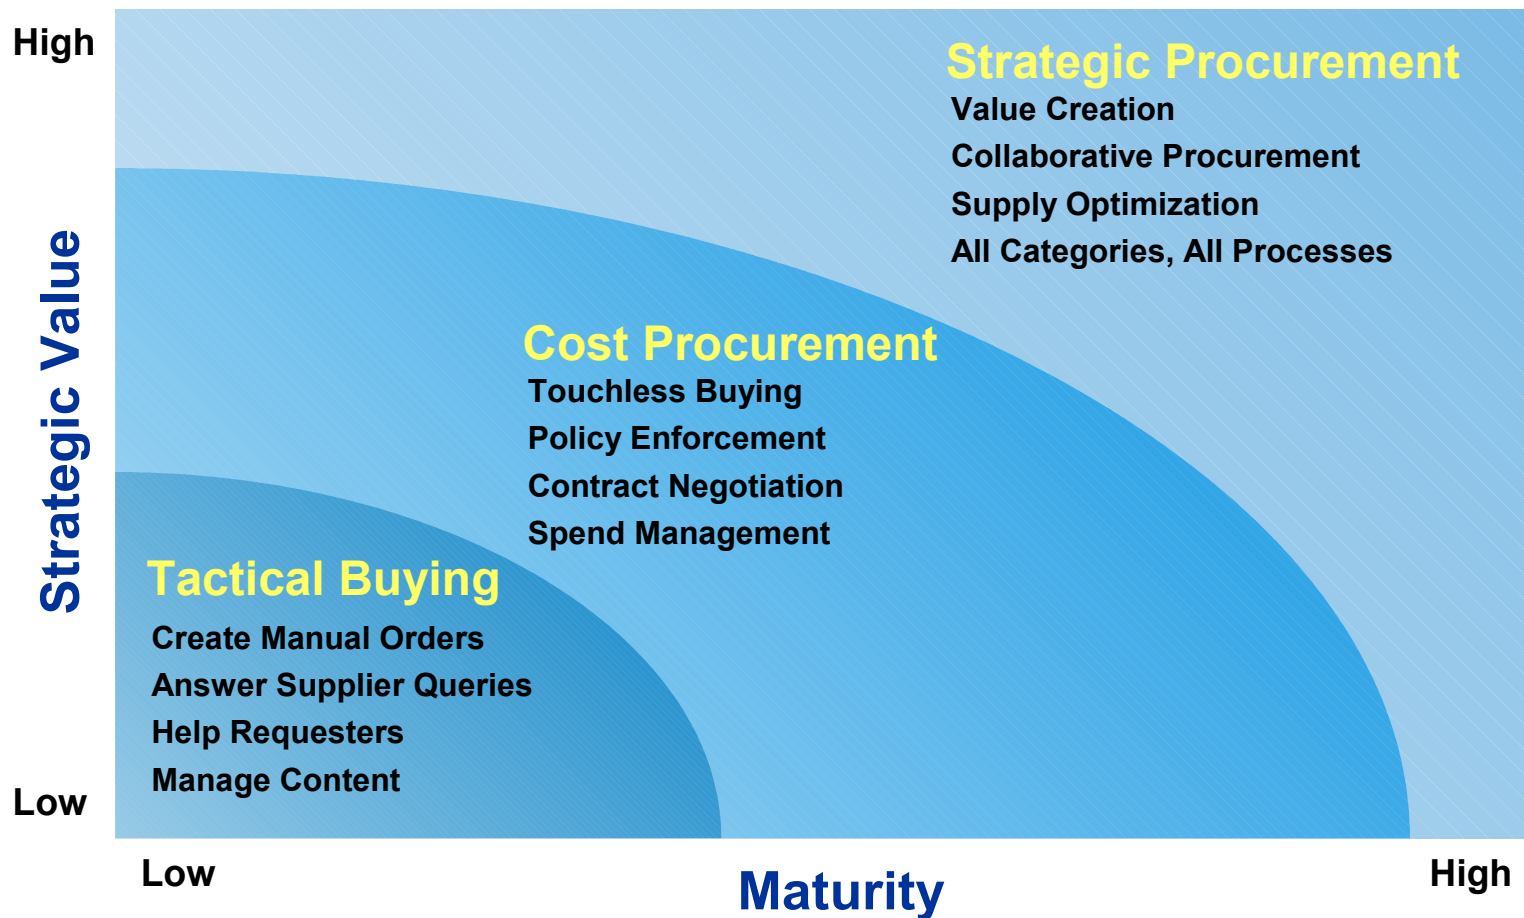 High
Strategic Procurement
Value Creation
Collaborative Procurement
Supply Optimization
All Categories, All Processes
Strategic Value
Cost Procurement
Touchless Buying
Policy Enforcement
Contract Negotiation
Spend Management
Tactical Buying
Create Manual Orders
Answer Supplier Queries
Help Requesters
Manage Content
Low
Low
Maturity
High